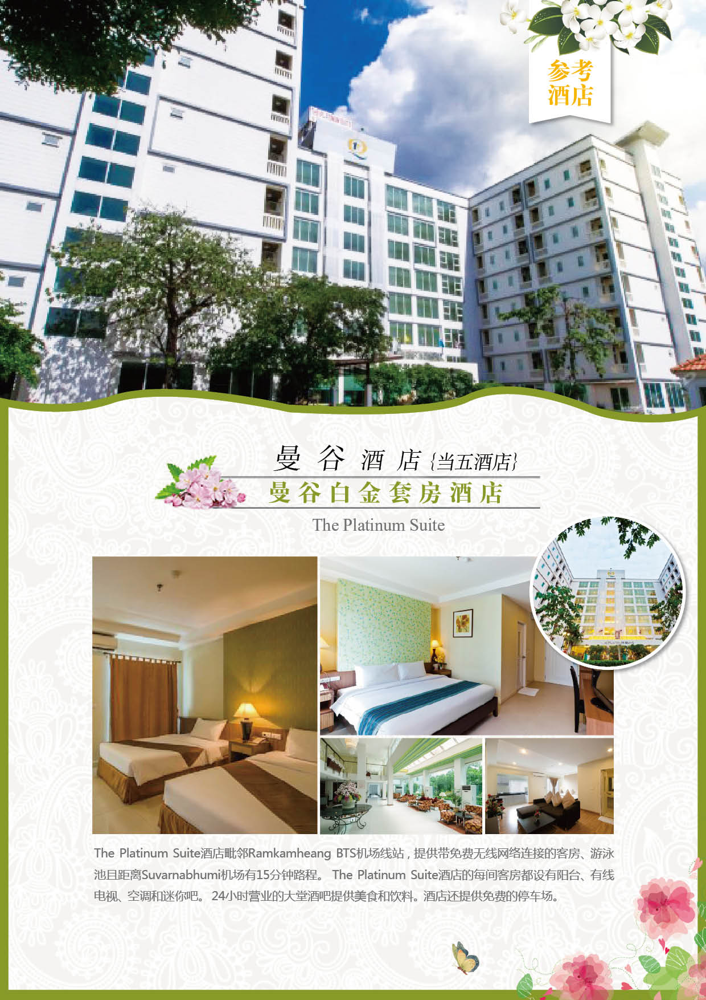 参考
酒店
曼谷酒店{当五酒店}
曼谷白金套房酒店
The Platinum Suite
The Platinum Suite酒店毗邻Ramkamheang BTS机场线站，提供带免费无线网络连接的客房、游泳
池且距离Suvarnabhumi机场有15分钟路程。 The Platinum Suite酒店的每间客房都设有阳台、有线
电视、空调和迷你吧。 24小时营业的大堂酒吧提供美食和饮料。酒店还提供免费的停车场。